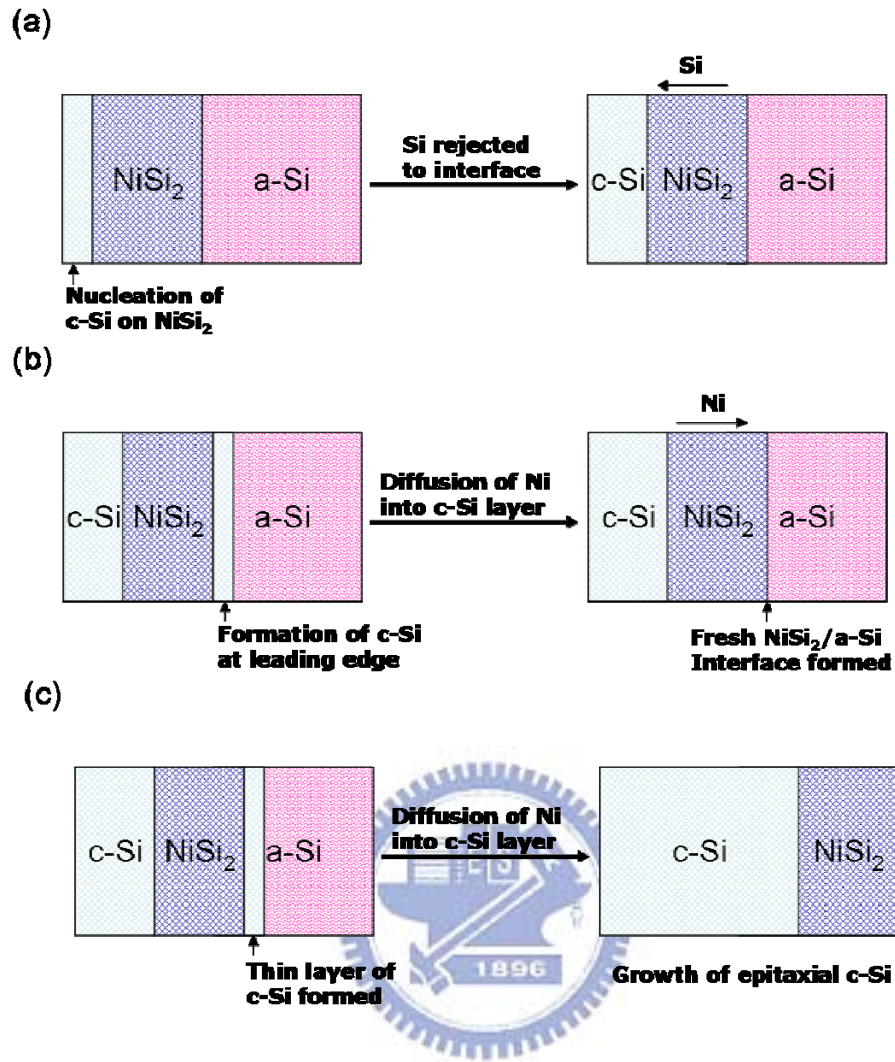 (a)
Si
NiSi₂
a-Si
Si rejected
to interface
c-Si
NiSi₂
a-Si
Nucleation of
c-Si on NiSi₂
(b)
Ni
c-Si
NiSi₂
a-Si
Diffusion of Ni
into c-Si layer
c-Si
NiSi₂
a-Si
Formation of c-Si
at leading edge
Fresh NiSi₂/a-Si
Interface formed
(c)
c-Si
NiSi₂
a-Si
Diffusion of Ni
into c-Si layer
c-Si
NiSi₂
Thin layer of
c-Si formed
1896
Growth of epitaxial c-Si